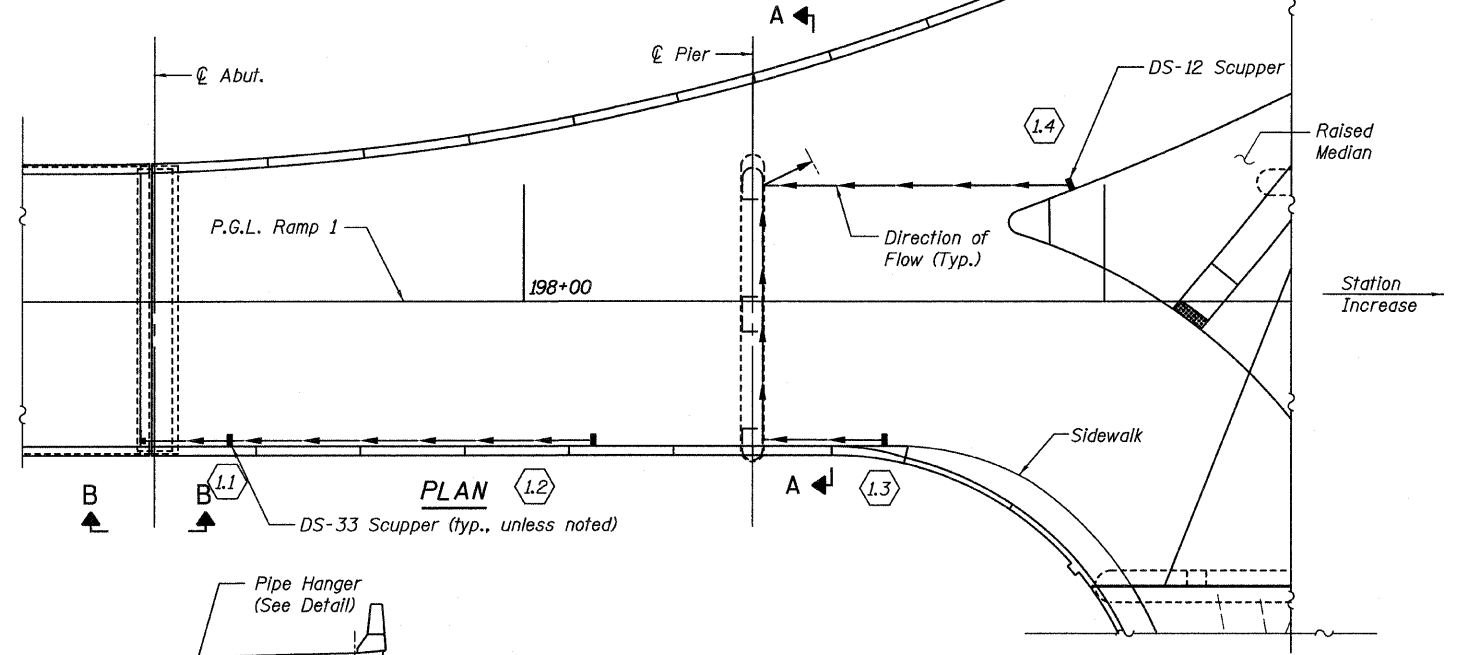 A
℄ Abut.
℄ Pier
DS-12 Scupper
1.4
Raised
Median
P.G.L. Ramp 1
Direction of
Flow (Typ.)
198+00
Station
Increase
Sidewalk
B
B
1.1
PLAN
1.2
A
1.3
DS-33 Scupper (typ., unless noted)
Pipe Hanger
(See Detail)